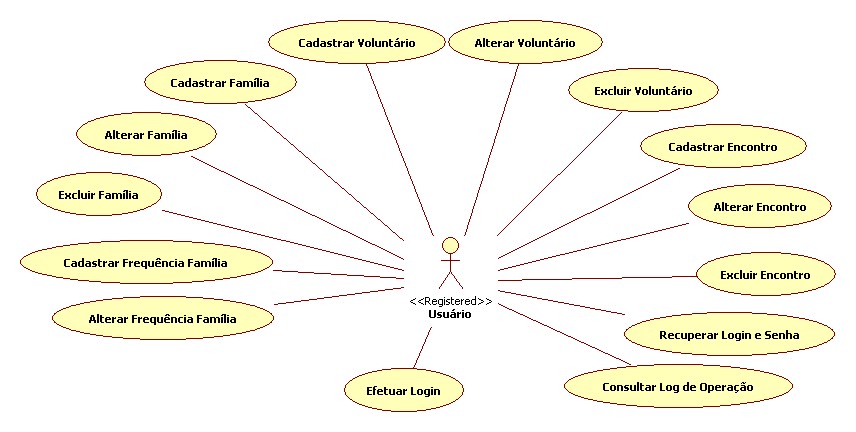 Cadastrar Voluntário
Alterar Voluntário
Cadastrar Família
Excluir Voluntário
Alterar Família
Cadastrar Encontro
Excluir Família
Alterar Encontro
Cadastrar Frequência Família
Excluir Encontro
<<Registered>>
Usuário
Alterar Frequência Família
Recuperar Login e Senha
Efetuar Login
Consultar Log de Operação